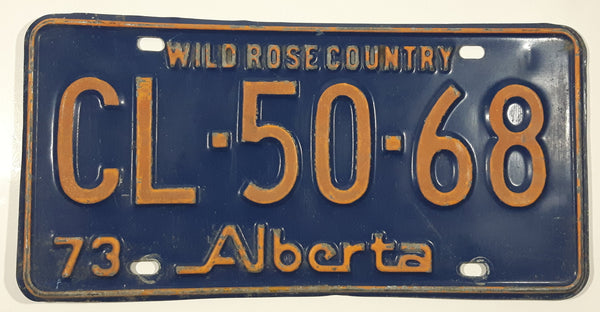 WILD ROSE COUNTRY
CL-50-68
73 Alberta